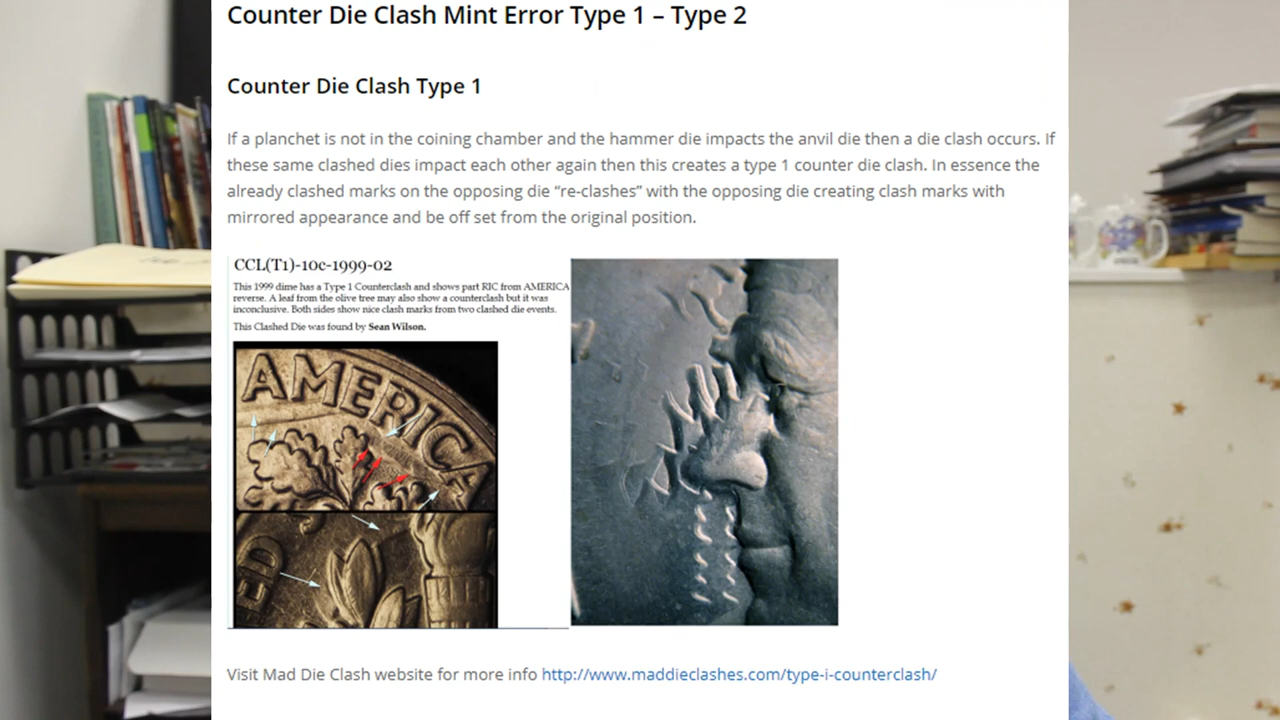 Counter Die Clash Mint Error Type 1 – Type 2
Counter Die Clash Type 1
If a planchet is not in the coining chamber and the hammer die impacts the anvil die then a die clash occurs. If
these same clashed dies impact each other again then this creates a type 1 counter die clash. In essence the
already clashed marks on the opposing die “re-clashes” with the opposing die creating clash marks with
mirrored appearance and be off set from the original position.
CCL(T1)-10c-1999-02
This 1999 dime has a Type 1 Counterclash and shows part RIC from AMERICA
reverse. A leaf from the olive tree may also show a counterclash but it was
inconclusive. Both sides show nice clash marks from two clashed die events.
This Clashed Die was found by Sean Wilson.
AMERICA
ED
Visit Mad Die Clash website for more info http://www.maddieclashes.com/type-i-counterclash/